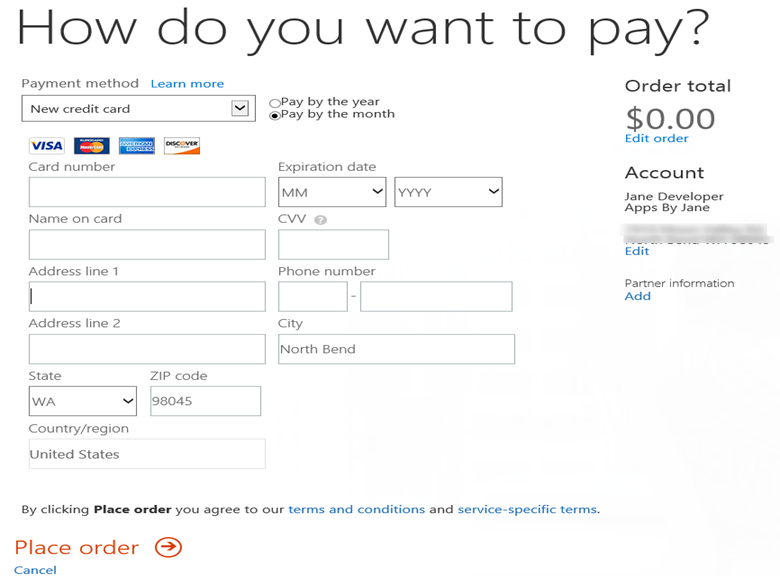 How do you want to pay?
Payment method Learn more
New credit card
Pay by the year
Pay by the month
VISA MasterCard AMERICAN EXPRESS DISCOVER
Card number
Expiration date
MM YYYY
Name on card
CVV ?
Address line 1
Phone number
-
Address line 2
City
North Bend
State
ZIP code
WA
98045
Country/region
United States
By clicking Place order you agree to our terms and conditions and service-specific terms.
Place order
Cancel
Order total
$0.00
Edit order
Account
Jane Developer
Apps By Jane
Edit
Partner information
Add